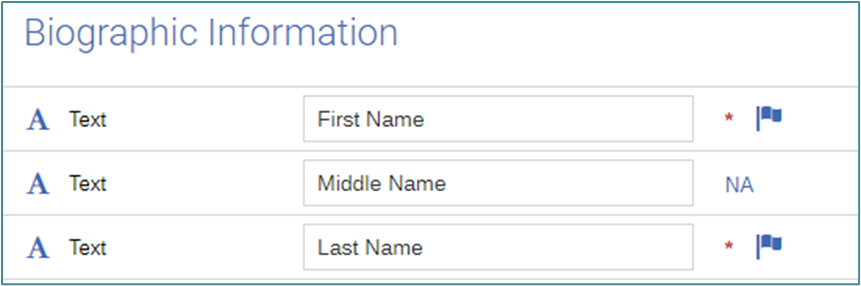 Biographic Information
A Text First Name *
A Text Middle Name NA
A Text Last Name *